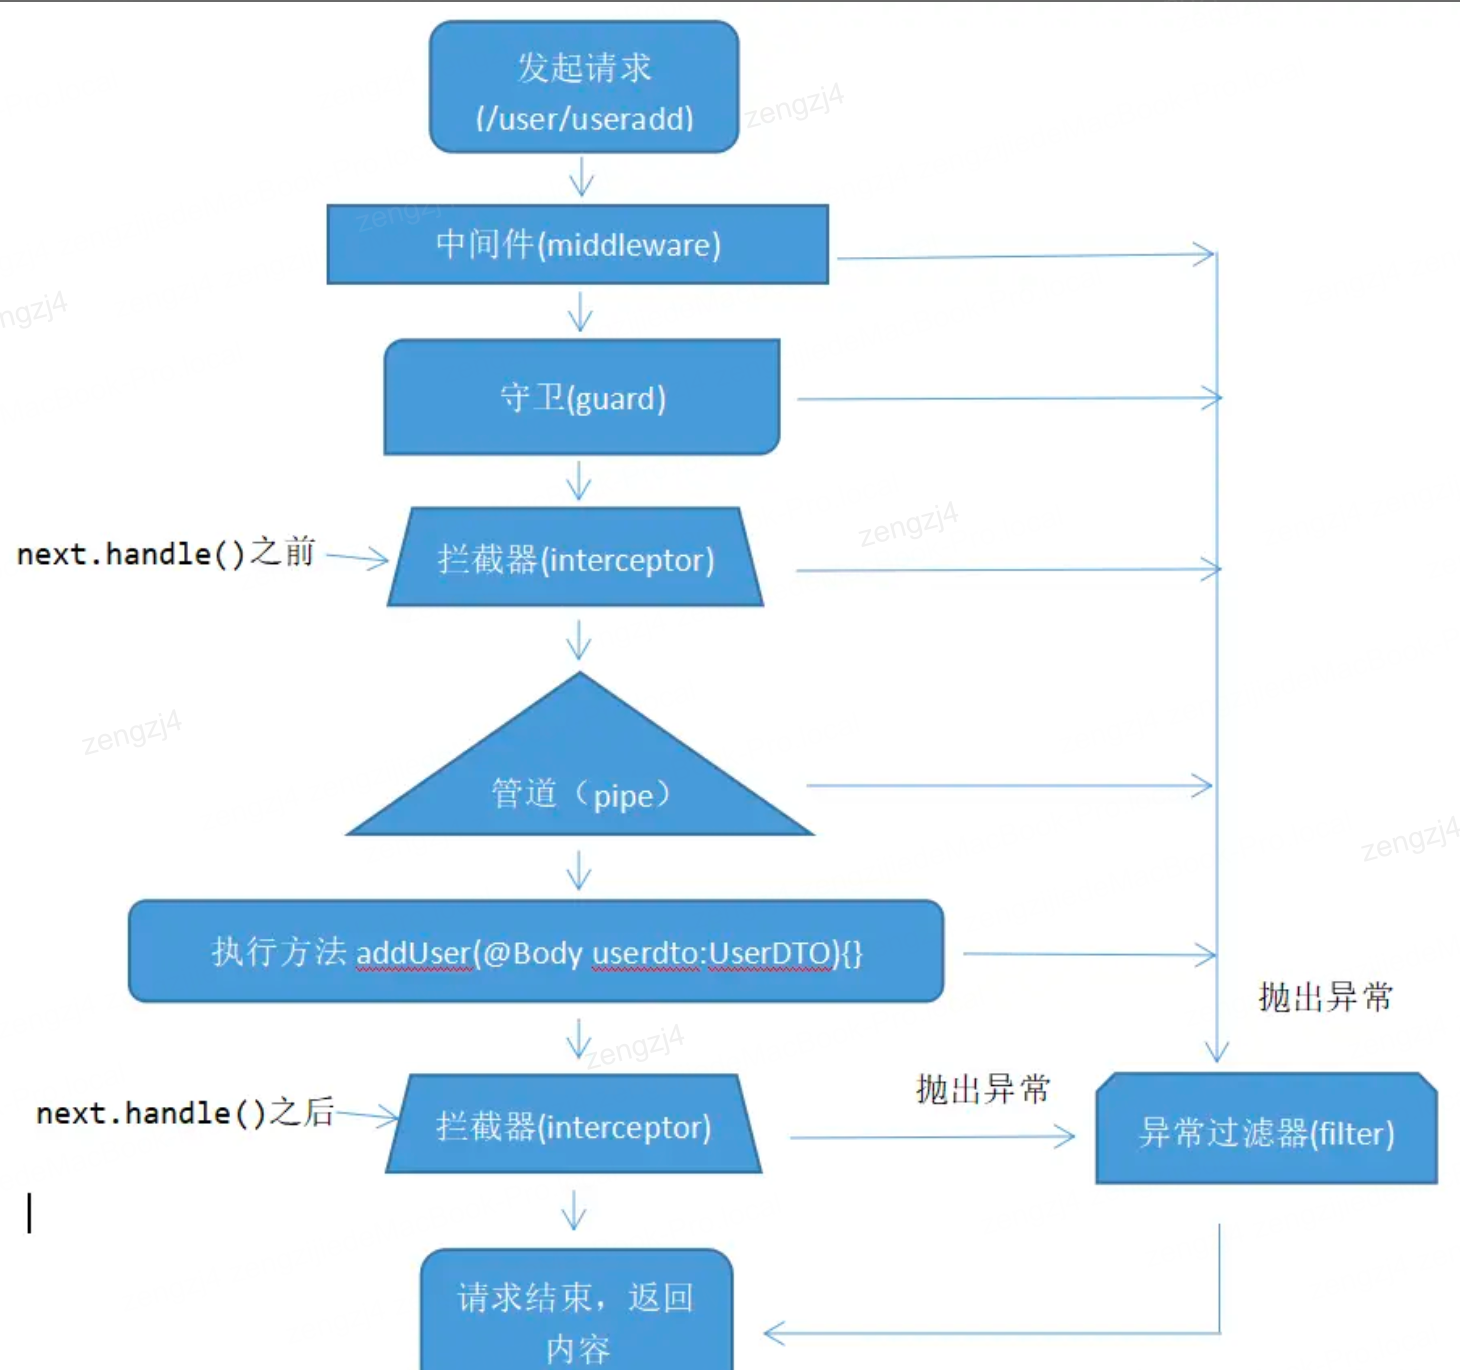 发起请求
(/user/useradd)
zengzj4
zengzj4
中间件(middleware)
ngzj4
守卫(guard)
next.handle()之前
拦截器(interceptor)
zengzj4
zengzj4
管道（pipe）
zengzj4
执行方法 addUser(@Body userdto:UserDTO){}
抛出异常
zengzj4
next.handle()之后
拦截器(interceptor)
抛出异常
异常过滤器(filter)
请求结束，返回
内容